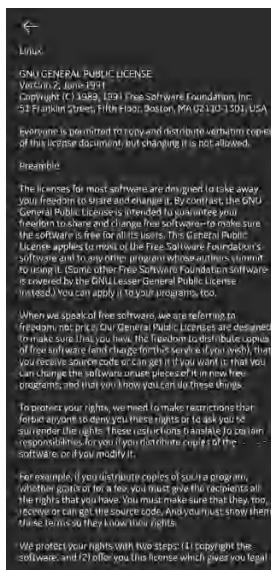 Linux
GNU GENERAL PUBLIC LICENSE
Version 2, June 1991
Copyright (C) 1989, 1991 Free Software Foundation, Inc.
51 Franklin Street, Fifth Floor, Boston, MA 02110-1301, USA
Everyone is permitted to copy and distribute verbatim copies
of this license document, but changing it is not allowed.
Preamble
The licenses for most software are designed to take away
your freedom to share and change it. By contrast, the GNU
General Public License is intended to guarantee your
freedom to share and change free software--to make sure
the software is free for all its users. This General Public
License applies to most of the Free Software Foundation's
software and to any other program whose authors commit
to using it. (Some other Free Software Foundation software
is covered by the GNU Lesser General Public License
instead.) You can apply it to your programs, too.
When we speak of free software, we are referring to
freedom, not price. Our General Public Licenses are designed
to make sure that you have the freedom to distribute copies
of free software (and charge for this service if you wish), that
you receive source code or can get it if you want it, that you
can change the software or use pieces of it in new free
programs; and that you know you can do these things.
To protect your rights, we need to make restrictions that
forbid anyone to deny you these rights or to ask you to
surrender the rights. These restrictions translate to certain
responsibilities for you if you distribute copies of the
software, or if you modify it.
For example, if you distribute copies of such a program,
whether gratis or for a fee, you must give the recipients all
the rights that you have. You must make sure that they, too,
receive or can get the source code. And you must show them
these terms so they know their rights.
We protect your rights with two steps: (1) copyright the
software, and (2) offer you this license which gives you legal